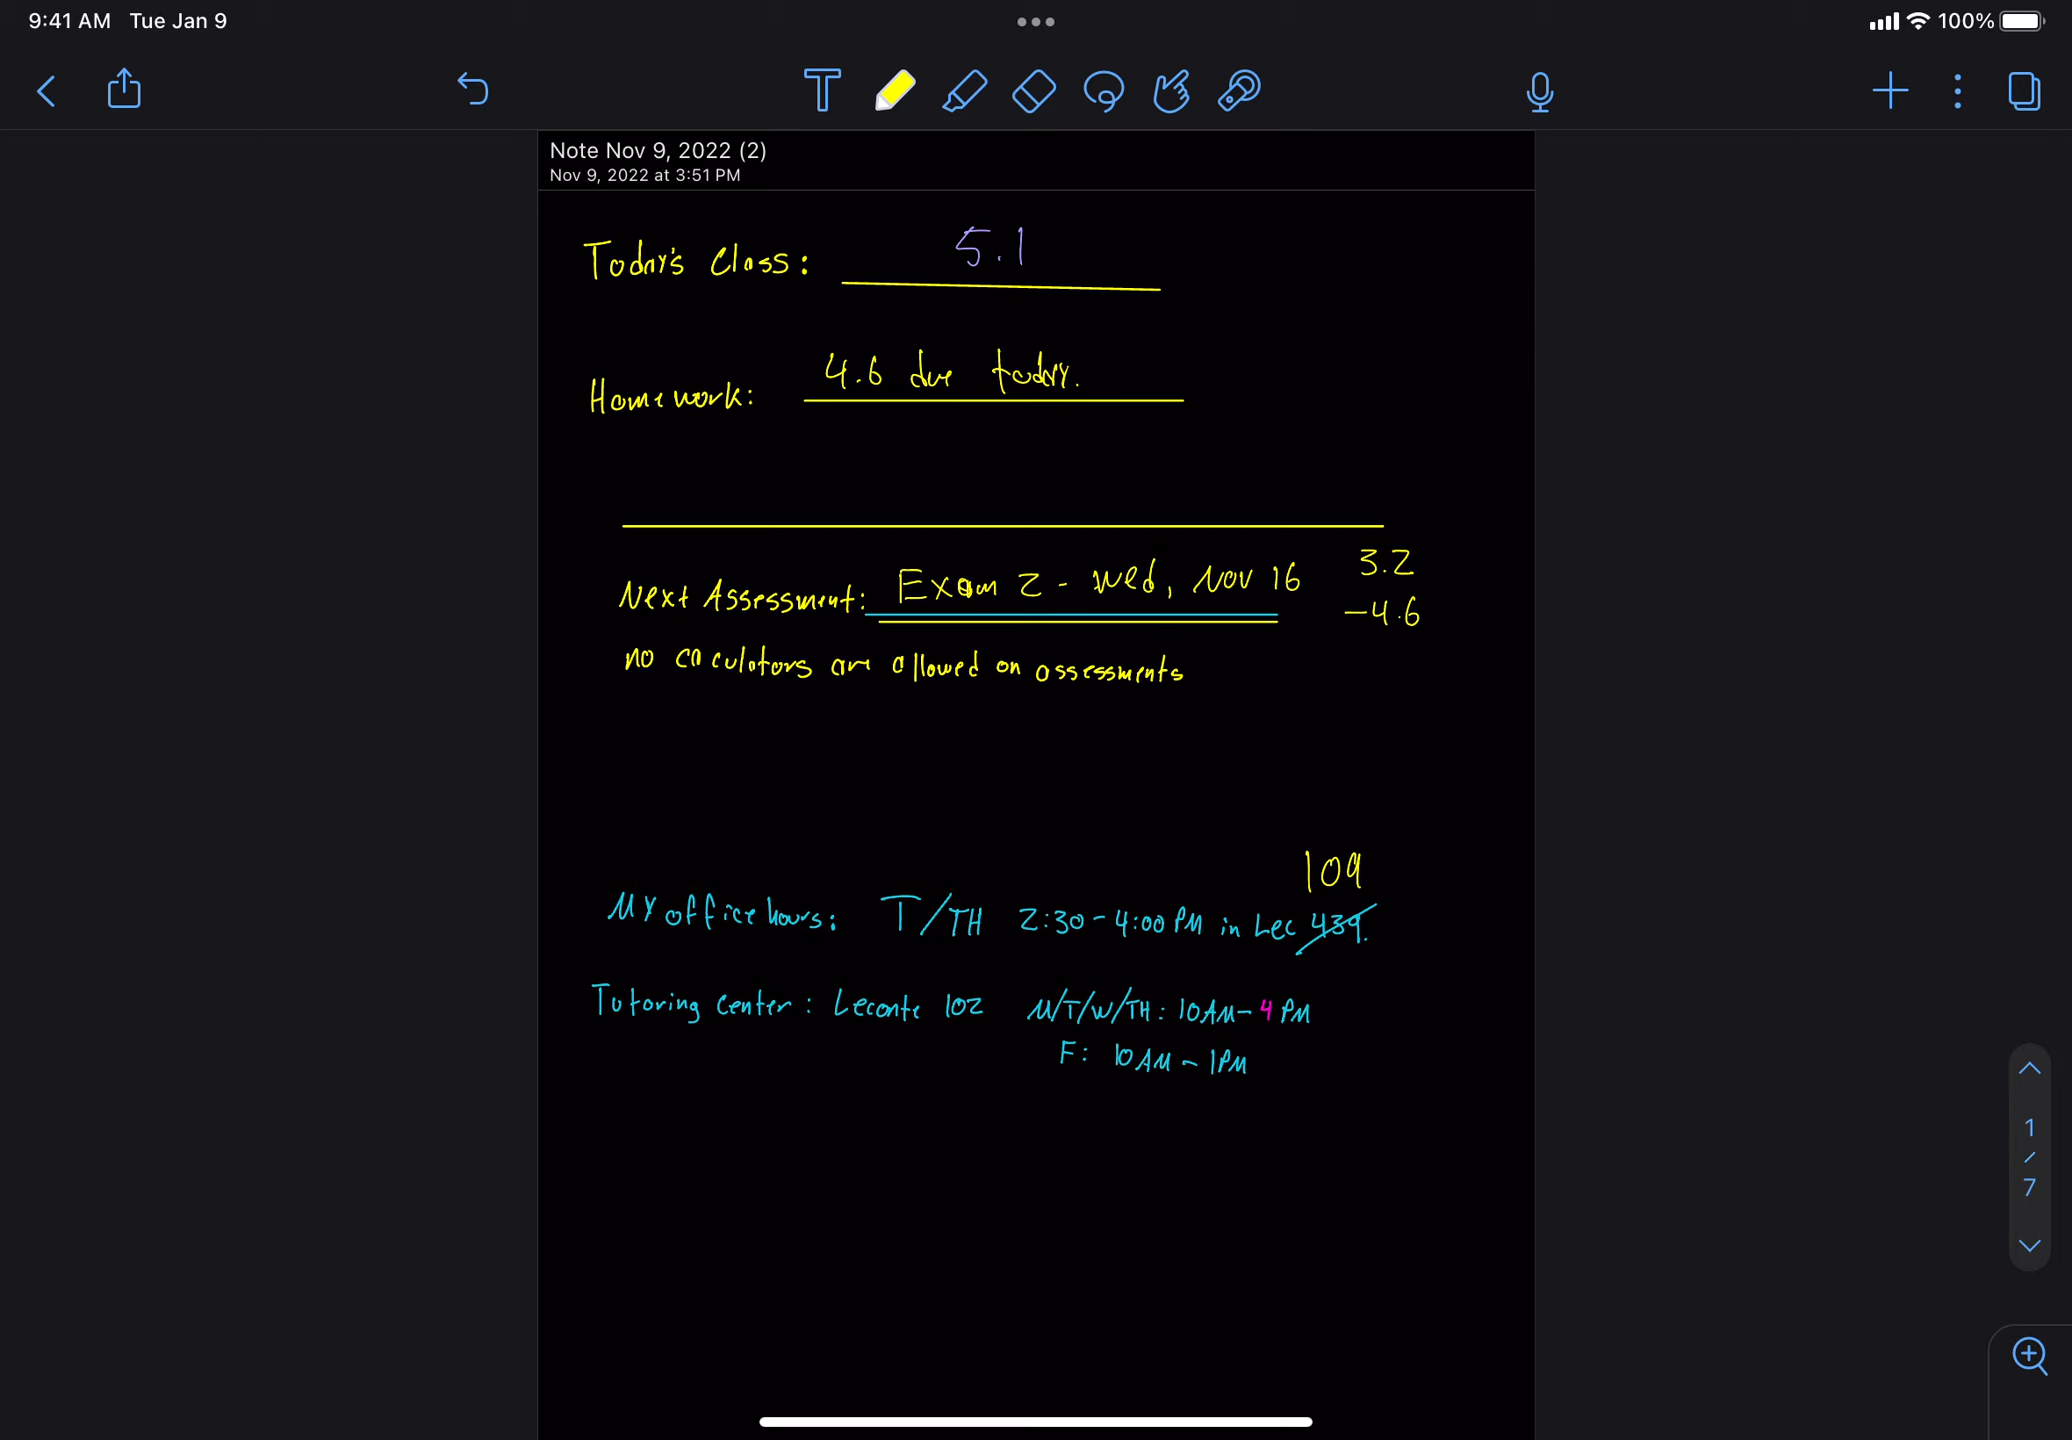 9:41 AM Tue Jan 9
100%
Note Nov 9, 2022 (2)
Nov 9, 2022 at 3:51 PM
Today's Class: 5.1
Homework: 4.6 due today.
Next Assessment: Exam 2 - Wed, Nov 16
3.2
-4.6
no calculators are allowed on assessments
109
My office hours: T/TH 2:30-4:00 PM in Lec 439.
Tutoring center: Leconte 102 M/T/W/TH: 10AM-4 PM
F: 10AM-1PM
1
/
7